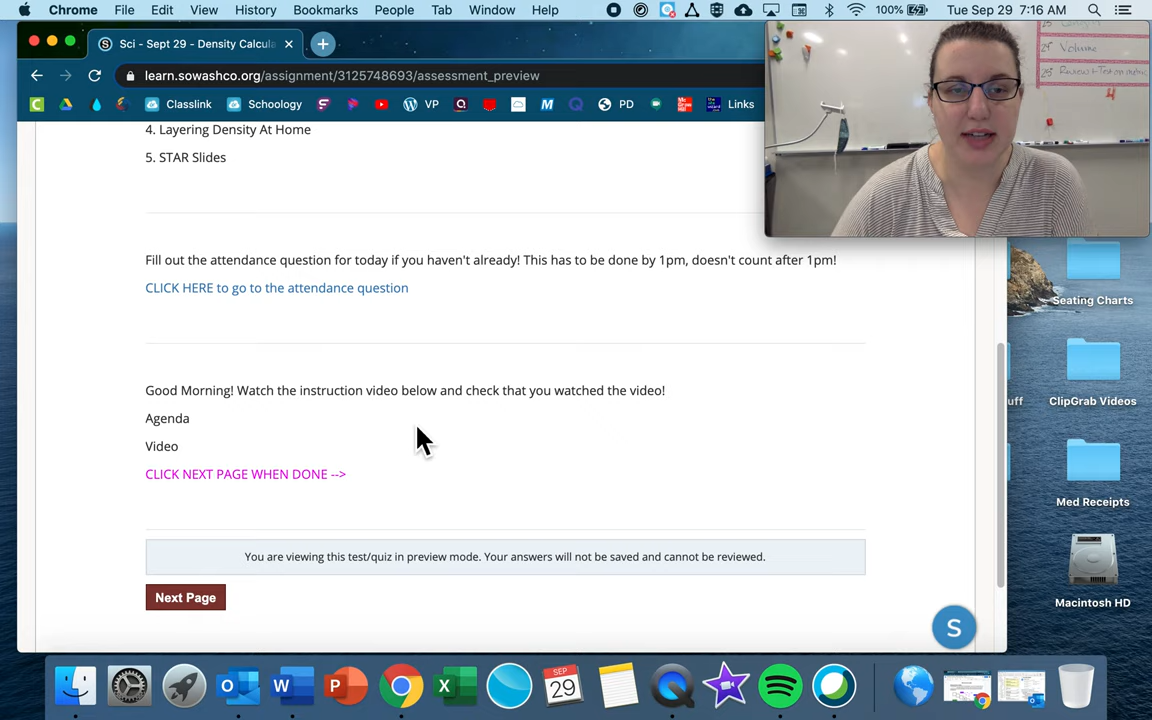 Chrome File Edit View History Bookmarks People Tab Window Help 100% Tue Sep 29 7:16 AM
Sci - Sept 29 - Density Calcula
learn.sowashco.org/assignment/3125748693/assessment_preview
Classlink Schoology VP PD Links
Volume
4. Layering Density At Home
5. STAR Slides
Fill out the attendance question for today if you haven't already! This has to be done by 1pm, doesn't count after 1pm!
CLICK HERE to go to the attendance question
Seating Charts
Good Morning! Watch the instruction video below and check that you watched the video!
uff ClipGrab Videos
Agenda
Video
CLICK NEXT PAGE WHEN DONE -->
Med Receipts
You are viewing this test/quiz in preview mode. Your answers will not be saved and cannot be reviewed.
Next Page
Macintosh HD
S
SEP
29